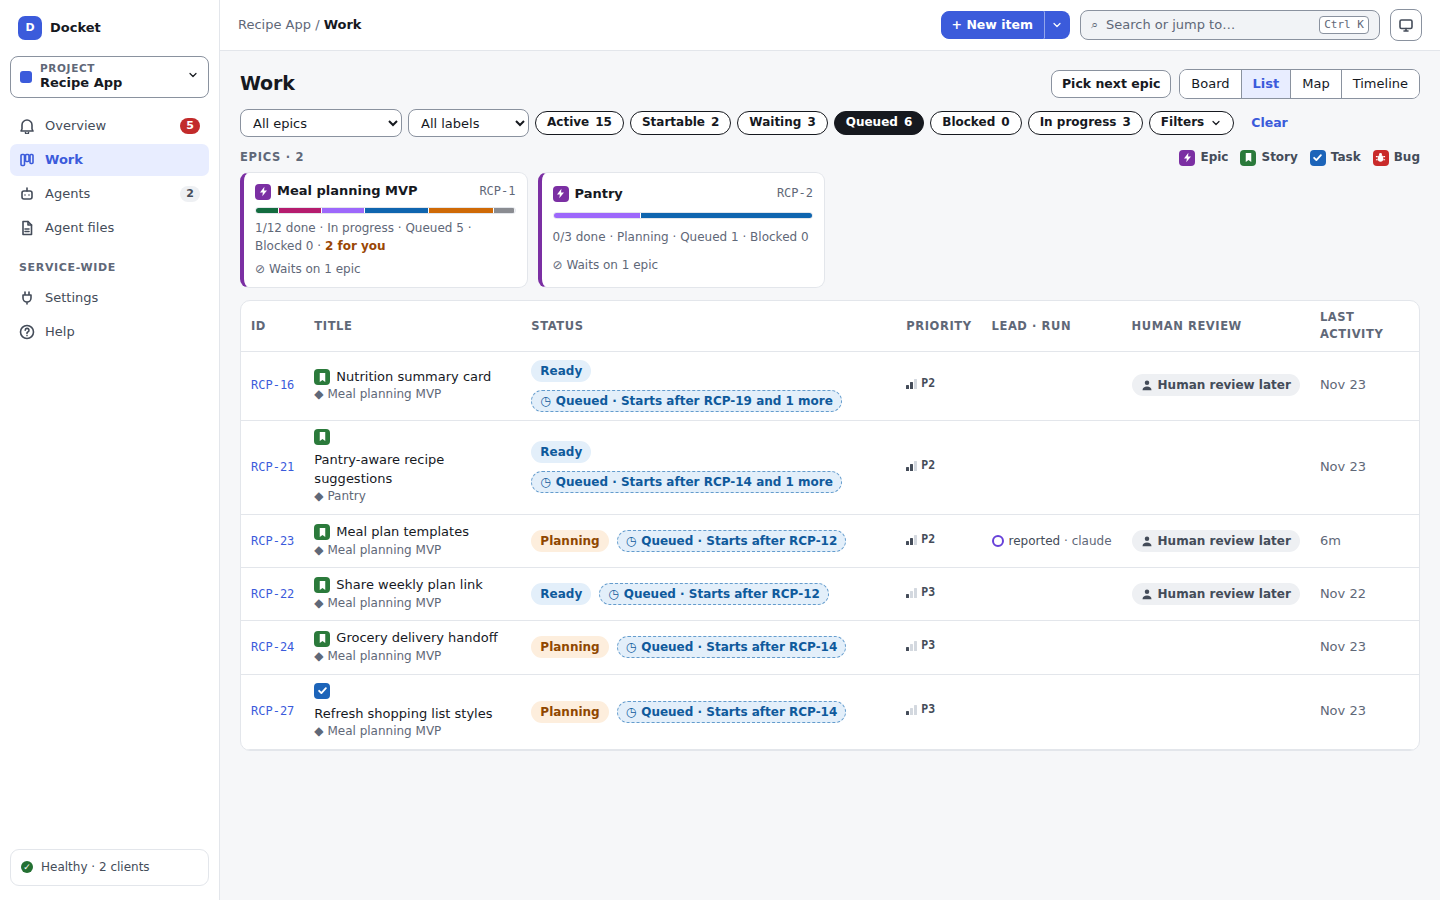 D Docket
PROJECT
Recipe App
Overview 5
Work
Agents 2
Agent files
SERVICE-WIDE
Settings
Help
Healthy · 2 clients
Recipe App / Work
+ New item
Search or jump to…
Ctrl K
Work
Pick next epic
Board List Map Timeline
All epics All labels Active 15 Startable 2 Waiting 3 Queued 6 Blocked 0 In progress 3 Filters Clear
EPICS · 2
Epic Story Task Bug
Meal planning MVP RCP-1
1/12 done · In progress · Queued 5 ·
Blocked 0 · 2 for you
⊘ Waits on 1 epic
Pantry RCP-2
0/3 done · Planning · Queued 1 · Blocked 0
⊘ Waits on 1 epic
ID TITLE STATUS PRIORITY LEAD · RUN HUMAN REVIEW LAST ACTIVITY
RCP-16 Nutrition summary card
◆ Meal planning MVP
Ready
◷ Queued · Starts after RCP-19 and 1 more
P2 Human review later Nov 23
RCP-21 Pantry-aware recipe
suggestions
◆ Pantry
Ready
◷ Queued · Starts after RCP-14 and 1 more
P2 Nov 23
RCP-23 Meal plan templates
◆ Meal planning MVP
Planning ◷ Queued · Starts after RCP-12
P2 reported · claude Human review later 6m
RCP-22 Share weekly plan link
◆ Meal planning MVP
Ready ◷ Queued · Starts after RCP-12
P3 Human review later Nov 22
RCP-24 Grocery delivery handoff
◆ Meal planning MVP
Planning ◷ Queued · Starts after RCP-14
P3 Nov 23
RCP-27 Refresh shopping list styles
◆ Meal planning MVP
Planning ◷ Queued · Starts after RCP-14
P3 Nov 23